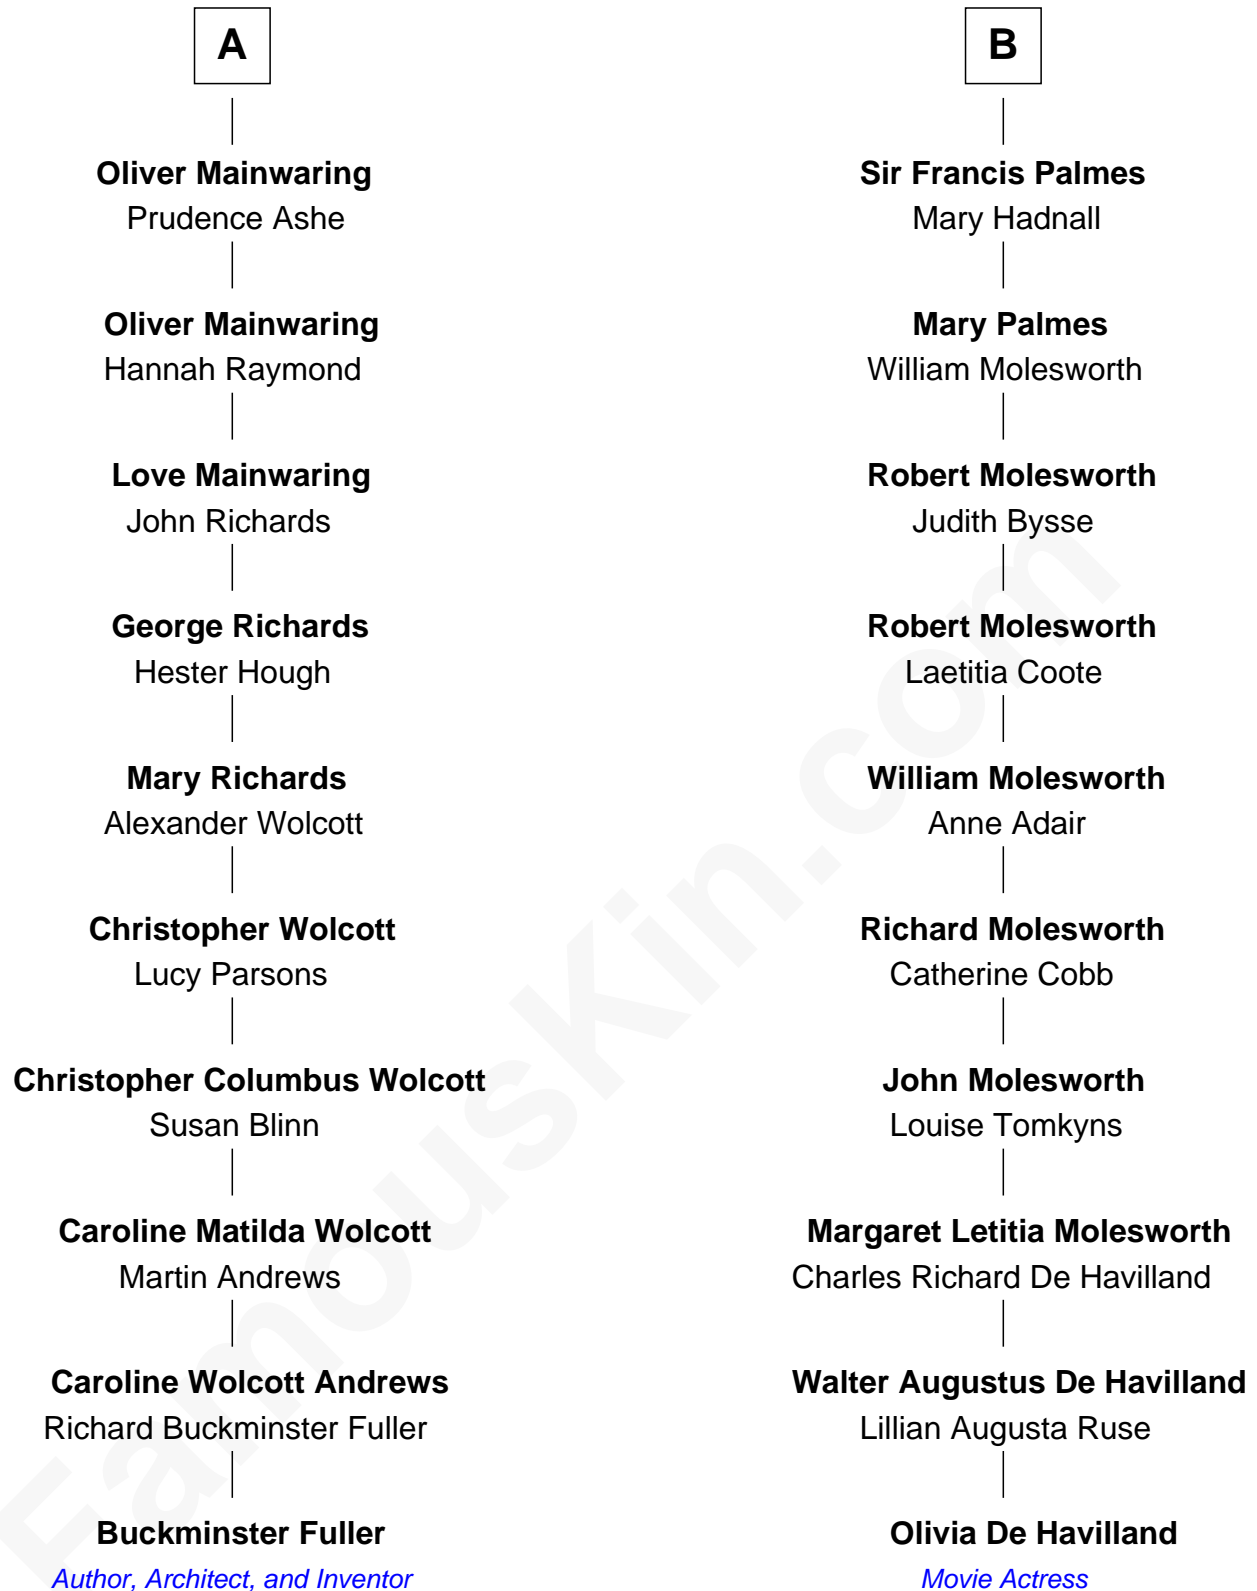 A
Oliver Mainwaring
Prudence Ashe
Oliver Mainwaring
Hannah Raymond
Love Mainwaring
John Richards
George Richards
Hester Hough
Mary Richards
Alexander Wolcott
Christopher Wolcott
Lucy Parsons
Christopher Columbus Wolcott
Susan Blinn
Caroline Matilda Wolcott
Martin Andrews
Caroline Wolcott Andrews
Richard Buckminster Fuller
Buckminster Fuller
Author, Architect, and Inventor
B
Sir Francis Palmes
Mary Hadnall
Mary Palmes
William Molesworth
Robert Molesworth
Judith Bysse
Robert Molesworth
Laetitia Coote
William Molesworth
Anne Adair
Richard Molesworth
Catherine Cobb
John Molesworth
Louise Tomkyns
Margaret Letitia Molesworth
Charles Richard De Havilland
Walter Augustus De Havilland
Lillian Augusta Ruse
Olivia De Havilland
Movie Actress
FamousKin.com